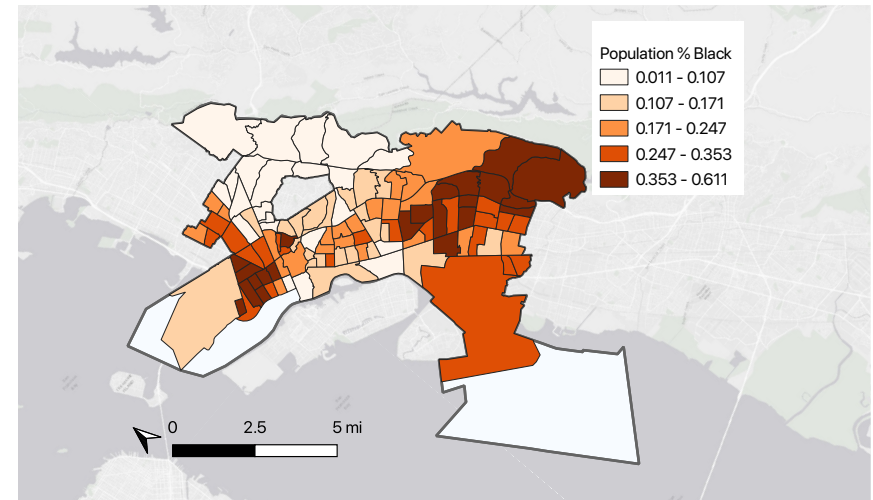 Population % Black
0.011 - 0.107
0.107 - 0.171
0.171 - 0.247
0.247 - 0.353
0.353 - 0.611
0 2.5 5 mi